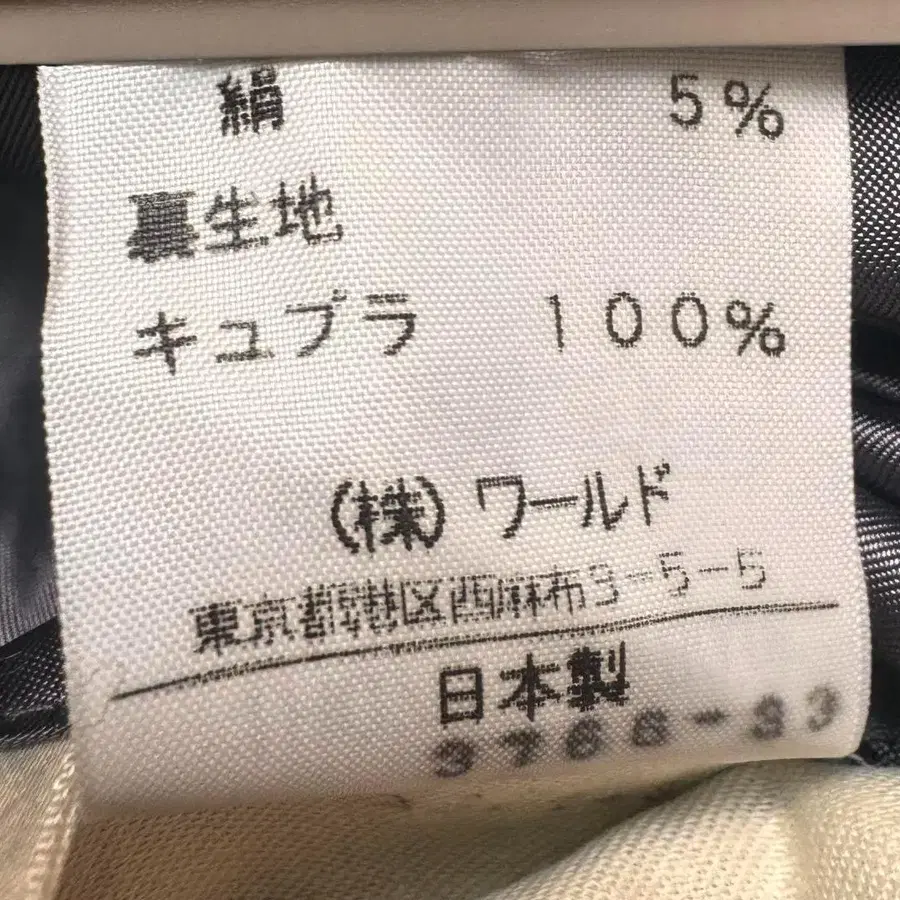 絹 5%
裏生地
キュプラ 100%
(株)ワールド
東京都港区西麻布3-5-5
日本製